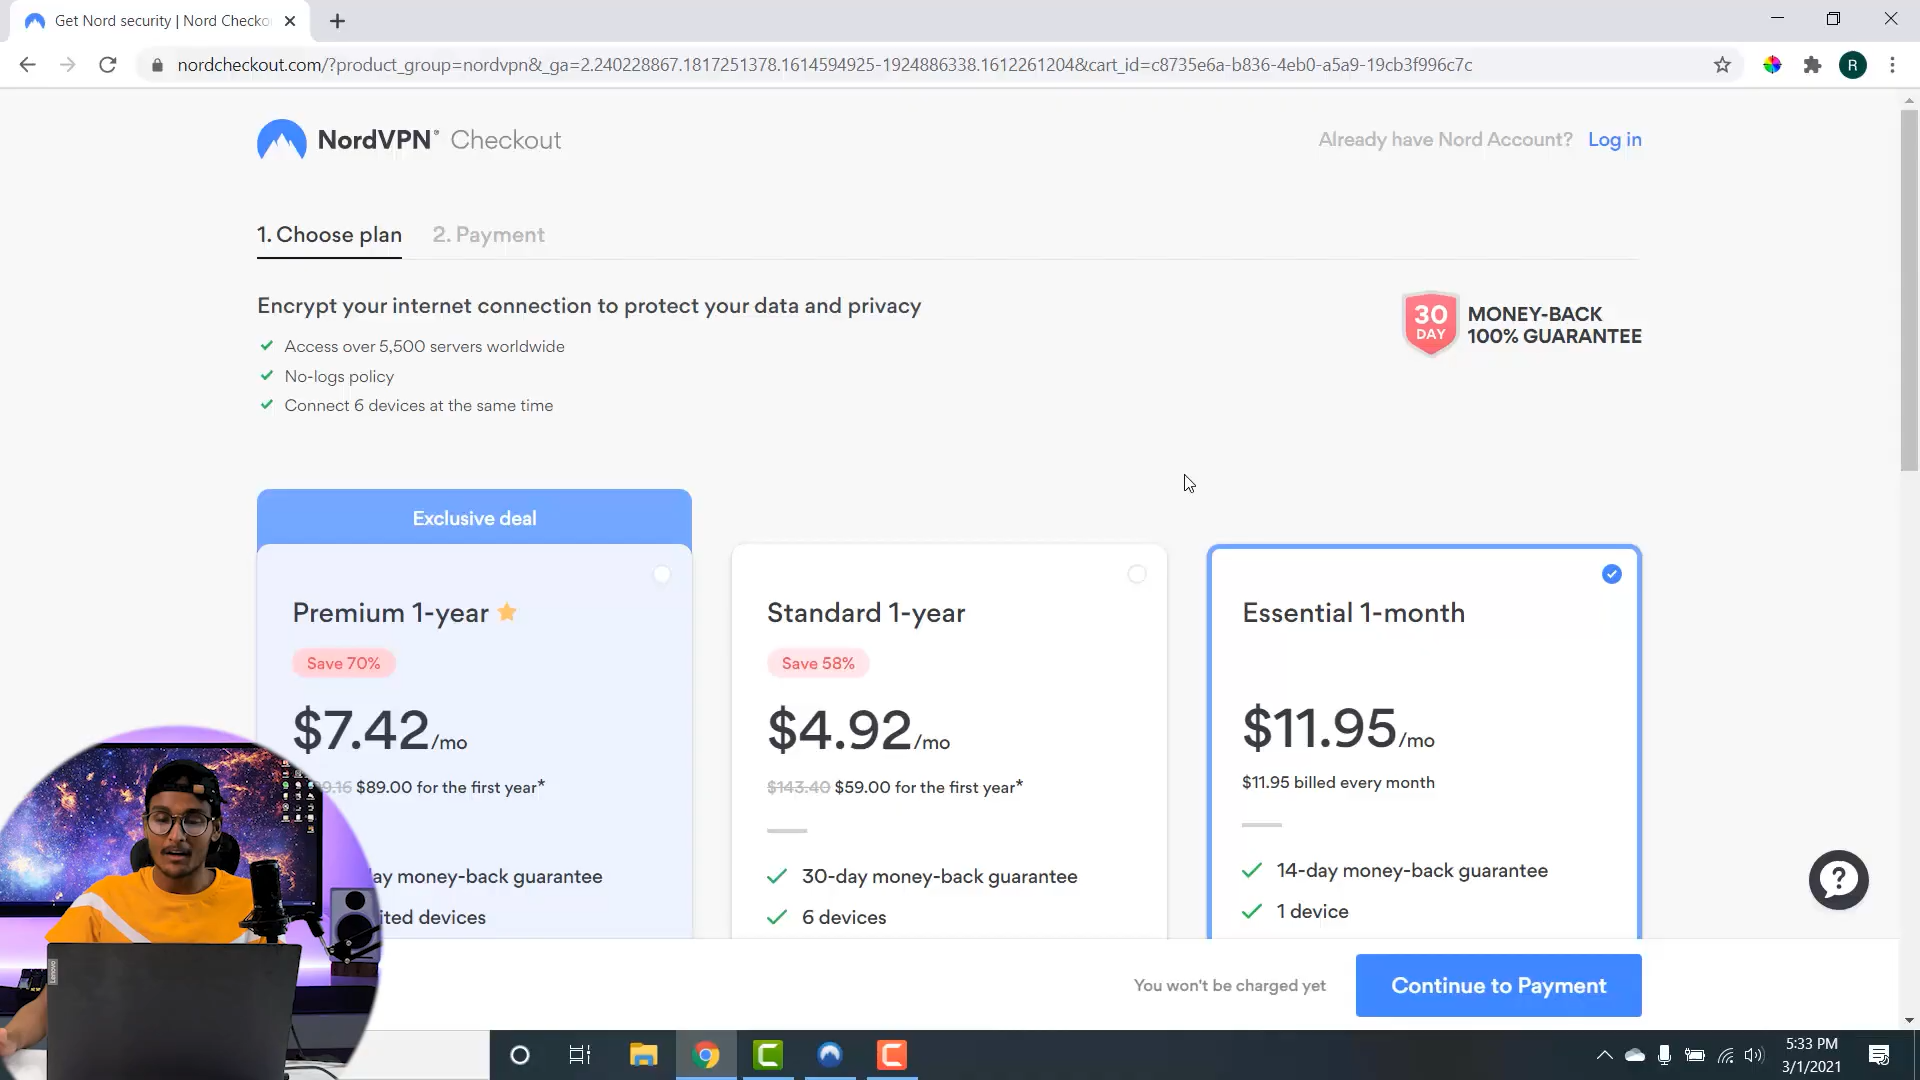 Get Nord security | Nord Checko
nordcheckout.com/?product_group=nordvpn&_ga=2.240228867.1817251378.1614594925-1924886338.1612261204&cart_id=c8735e6a-b836-4eb0-a5a9-19cb3f996c7c
R
NordVPN® Checkout
Already have Nord Account? Log in
1. Choose plan
2. Payment
Encrypt your internet connection to protect your data and privacy
Access over 5,500 servers worldwide
No-logs policy
Connect 6 devices at the same time
30 DAY
MONEY-BACK
100% GUARANTEE
Exclusive deal
Premium 1-year
Save 70%
$7.42/mo
9.16 $89.00 for the first year*
ay money-back guarantee
ited devices
Standard 1-year
Save 58%
$4.92/mo
$143.40 $59.00 for the first year*
30-day money-back guarantee
6 devices
Essential 1-month
$11.95/mo
$11.95 billed every month
14-day money-back guarantee
1 device
You won't be charged yet
Continue to Payment
Lenovo
5:33 PM
3/1/2021